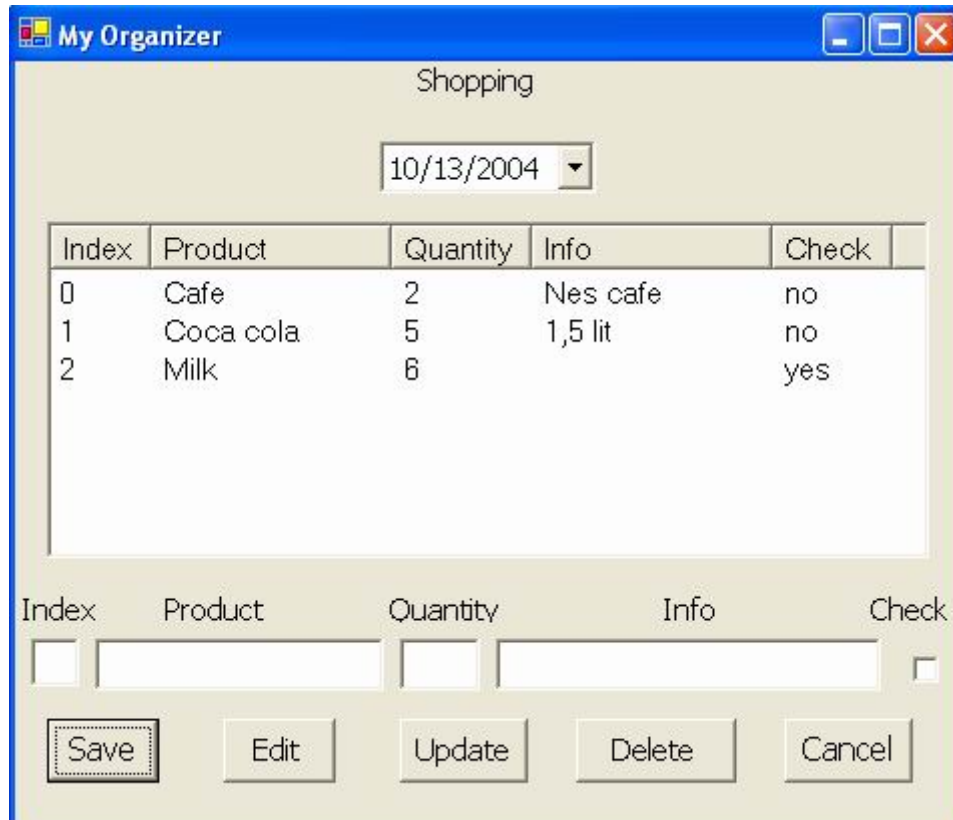 My Organizer
Shopping
10/13/2004
Index Product Quantity Info Check
0 Cafe 2 Nes cafe no
1 Coca cola 5 1,5 lit no
2 Milk 6 yes
Index Product Quantity Info Check
Save Edit Update Delete Cancel